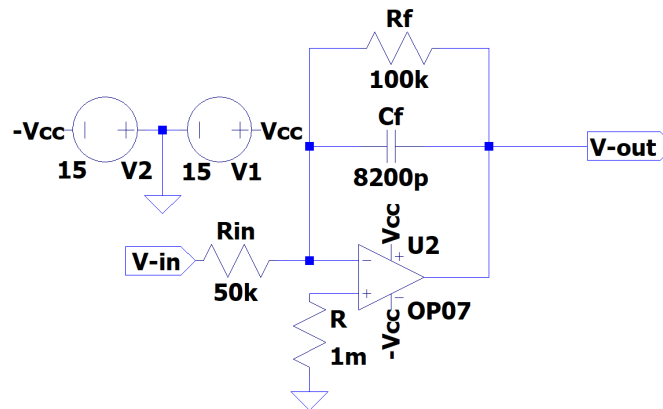 Rf
100k
Cf
8200p
-Vcc
Vcc
15
V2
15
V1
V-out
V-in
Rin
50k
Vcc
U2
OP07
-Vcc
R
1m